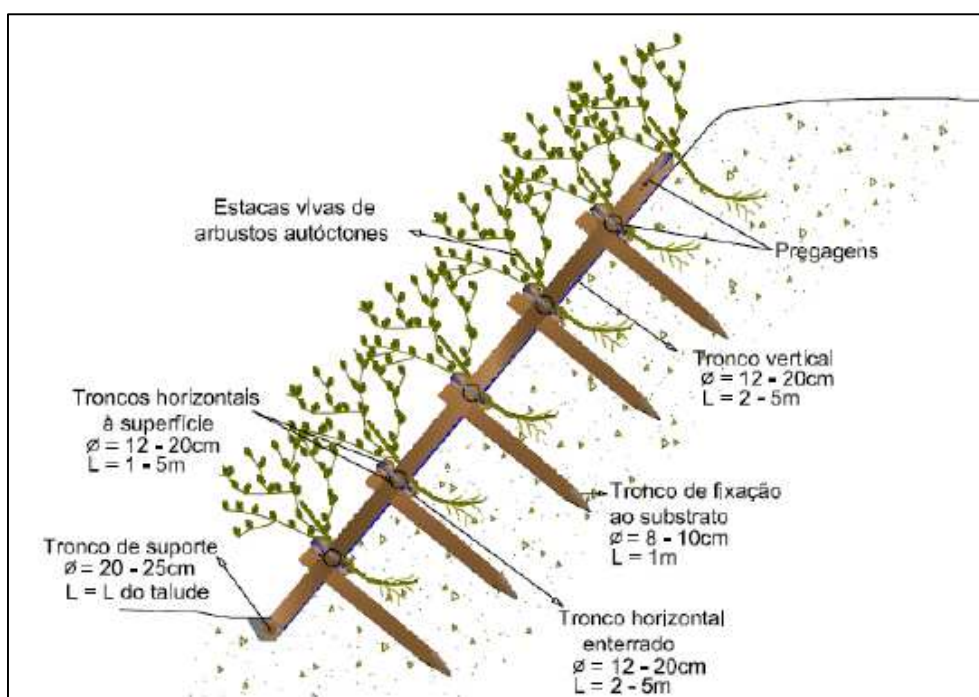 Estacas vivas de
arbustos autóctones
Pregagens
Tronco vertical
Ø = 12 - 20cm
L = 2 - 5m
Troncos horizontais
à superfície
Ø = 12 - 20cm
L = 1 - 5m
Tronco de fixação
ao substrato
Ø = 8 - 10cm
L = 1m
Tronco de suporte
Ø = 20 - 25cm
L = L do talude
Tronco horizontal
enterrado
Ø = 12 - 20cm
L = 2 - 5m